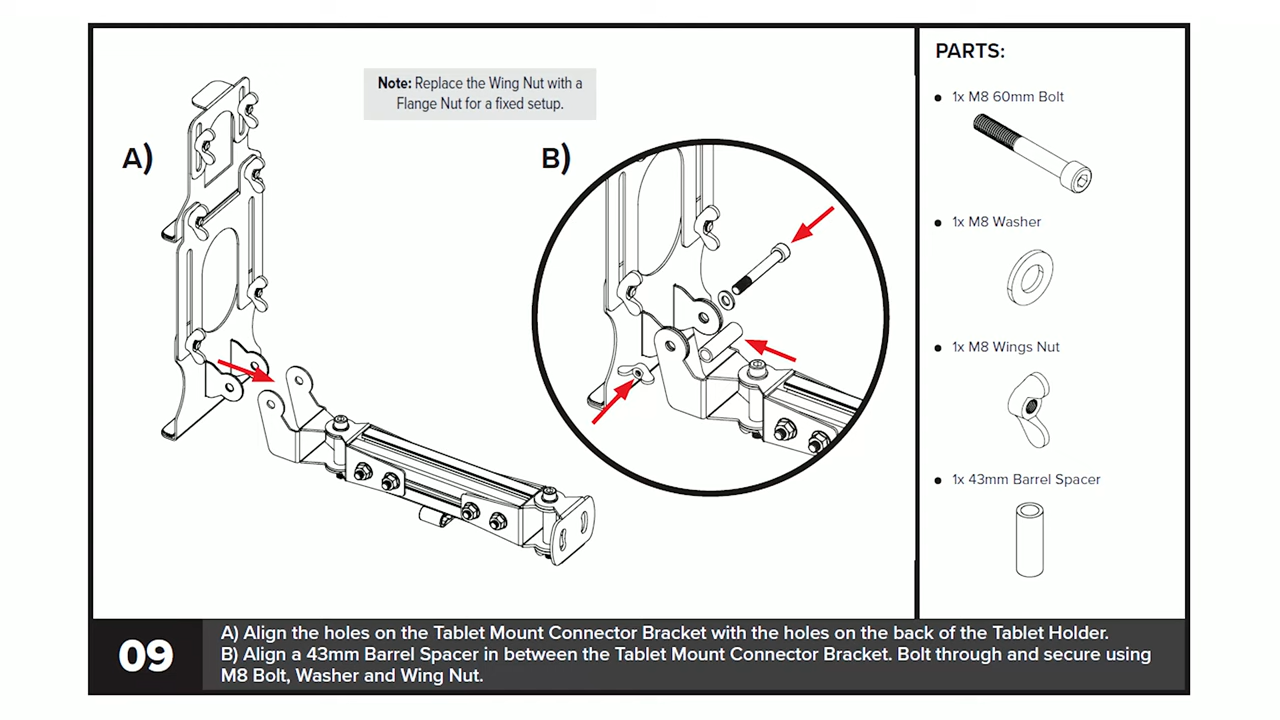 Note: Replace the Wing Nut with a
Flange Nut for a fixed setup.
A)
B)
PARTS:
1x M8 60mm Bolt
1x M8 Washer
1x M8 Wings Nut
1x 43mm Barrel Spacer
09
A) Align the holes on the Tablet Mount Connector Bracket with the holes on the back of the Tablet Holder.
B) Align a 43mm Barrel Spacer in between the Tablet Mount Connector Bracket. Bolt through and secure using
M8 Bolt, Washer and Wing Nut.